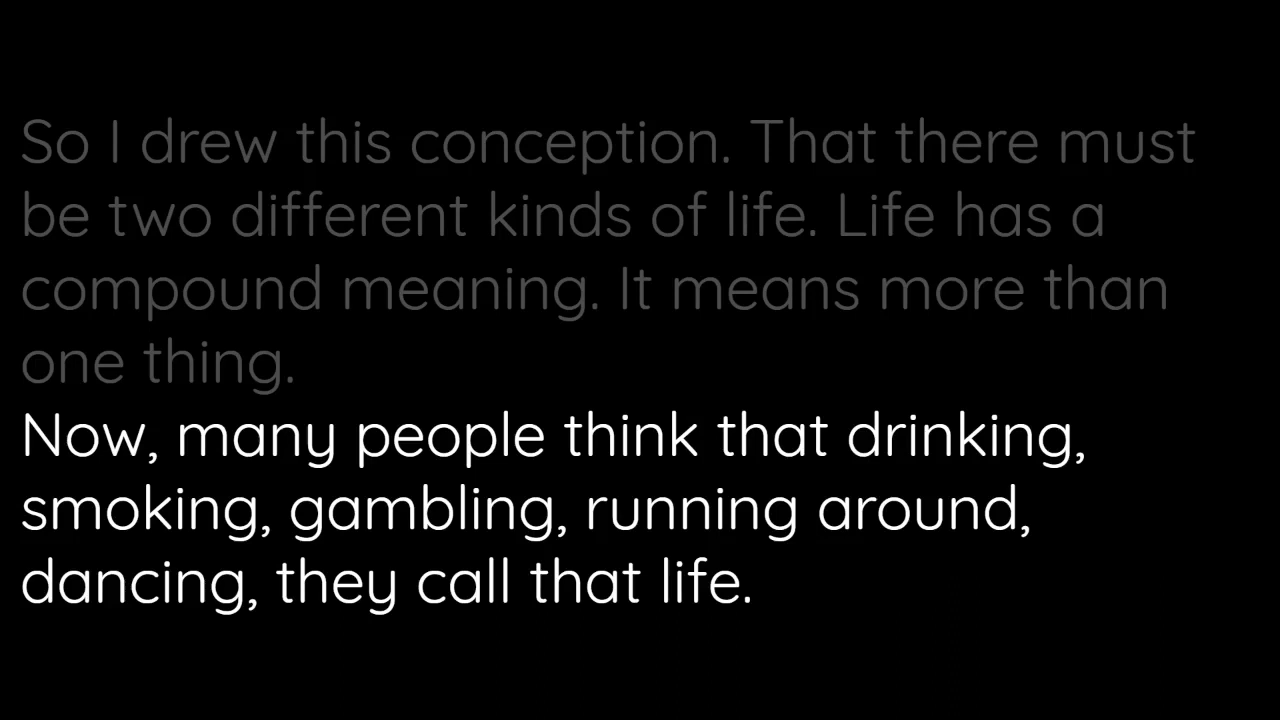 So I drew this conception. That there must
be two different kinds of life. Life has a
compound meaning. It means more than
one thing.
Now, many people think that drinking,
smoking, gambling, running around,
dancing, they call that life.